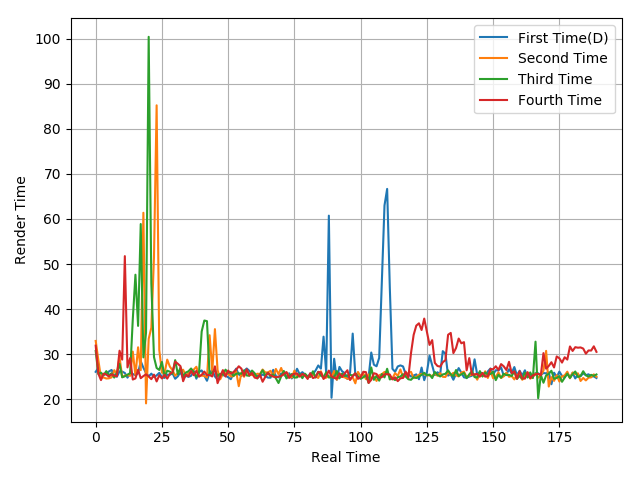 First Time(D)
Second Time
Third Time
Fourth Time
Render Time
100
90
80
70
60
50
40
30
20
0 25 50 75 100 125 150 175
Real Time